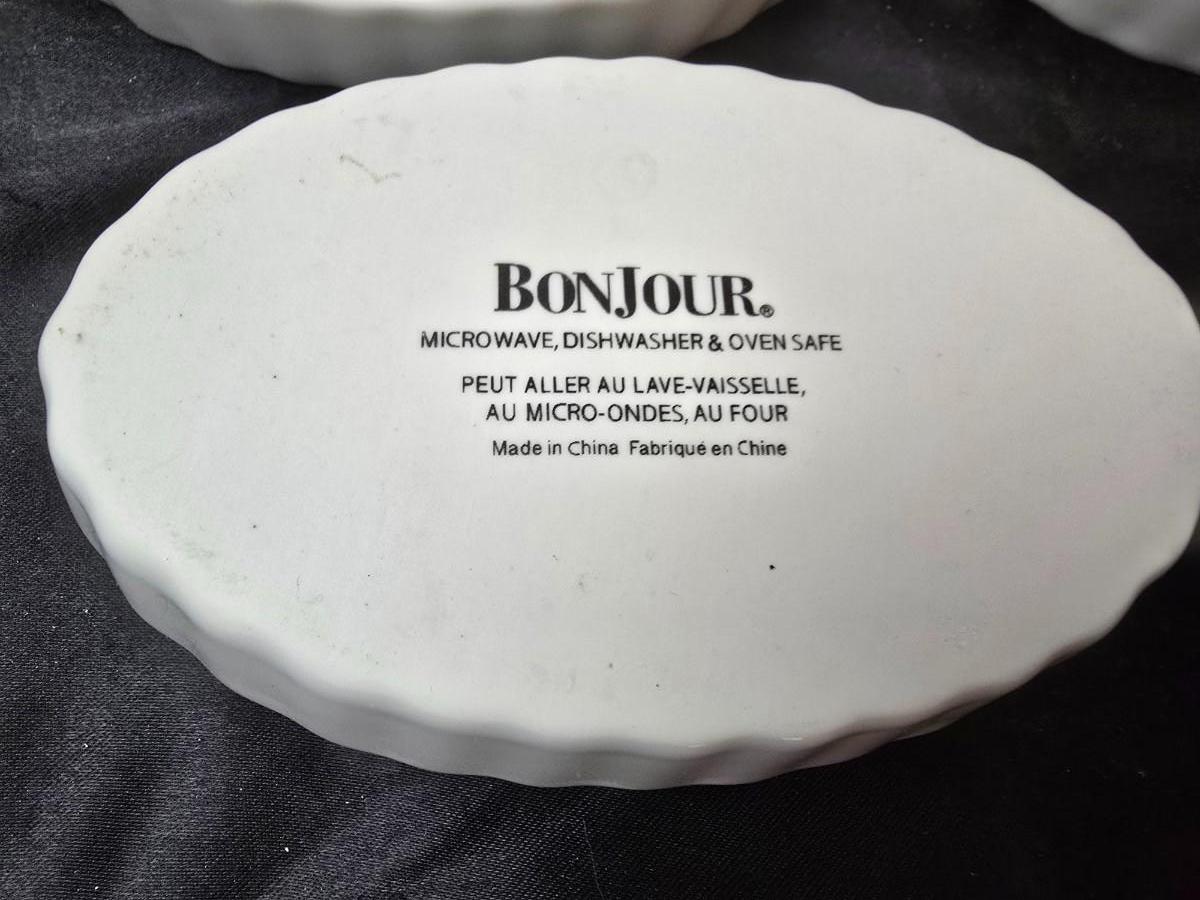 BONJOUR®
MICROWAVE, DISHWASHER & OVEN SAFE
PEUT ALLER AU LAVE-VAISSELLE,
AU MICRO-ONDES, AU FOUR
Made in China Fabriqué en Chine